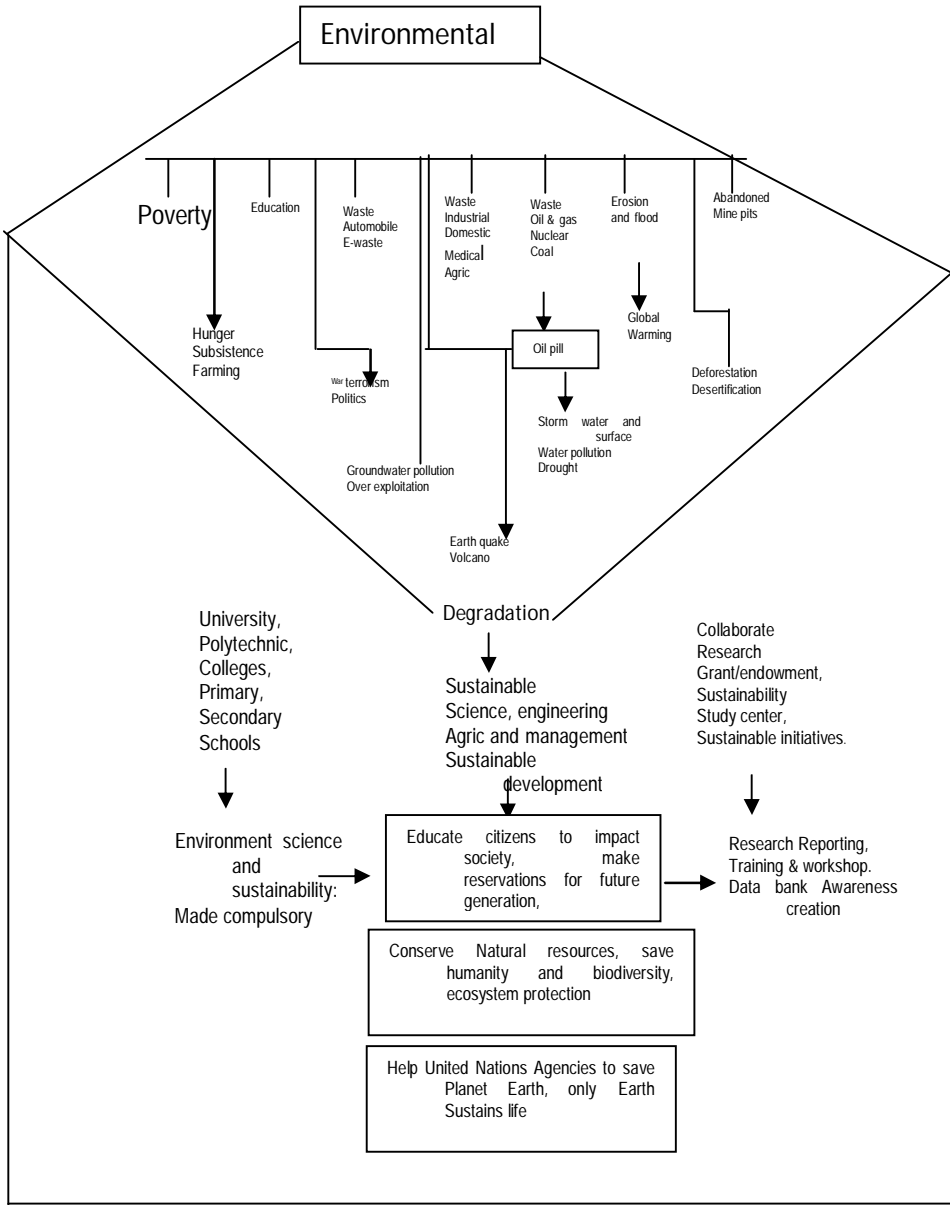 Environmental
Poverty
Education
Waste
Automobile
E-waste
Waste
Industrial
Domestic
Medical
Agric
Waste
Oil & gas
Nuclear
Coal
Erosion
and flood
Abandoned
Mine pits
Hunger
Subsistence
Farming
War terrorism
Politics
Oil pill
Global
Warming
Deforestation
Desertification
Storm water and
surface
Water pollution
Drought
Groundwater pollution
Over exploitation
Earth quake
Volcano
Degradation
University,
Polytechnic,
Colleges,
Primary,
Secondary
Schools
Sustainable
Science, engineering
Agric and management
Sustainable
development
Collaborate
Research
Grant/endowment,
Sustainability
Study center,
Sustainable initiatives.
Environment science
and
sustainability:
Made compulsory
Educate citizens to impact
society, make
reservations for future
generation,
Research Reporting,
Training & workshop.
Data bank Awareness
creation
Conserve Natural resources, save
humanity and biodiversity,
ecosystem protection
Help United Nations Agencies to save
Planet Earth, only Earth
Sustains life